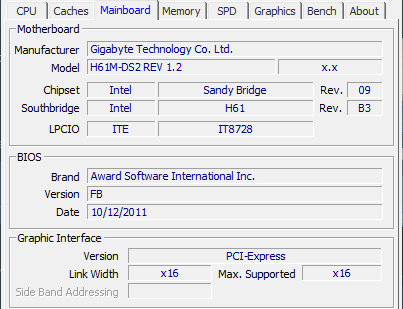 CPU Caches Mainboard Memory SPD Graphics Bench About
Motherboard
Manufacturer Gigabyte Technology Co. Ltd.
Model H61M-DS2 REV 1.2 x.x
Chipset Intel Sandy Bridge Rev. 09
Southbridge Intel H61 Rev. B3
LPCIO ITE IT8728
BIOS
Brand Award Software International Inc.
Version FB
Date 10/12/2011
Graphic Interface
Version PCI-Express
Link Width x16 Max. Supported x16
Side Band Addressing